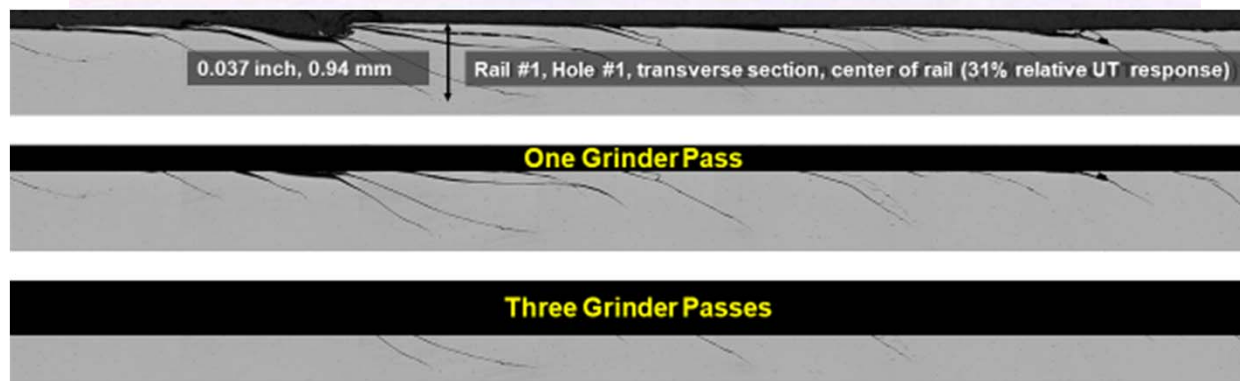 0.037 inch, 0.94 mm
Rail #1, Hole #1, transverse section, center of rail (31% relative UT response)
One Grinder Pass
Three Grinder Passes